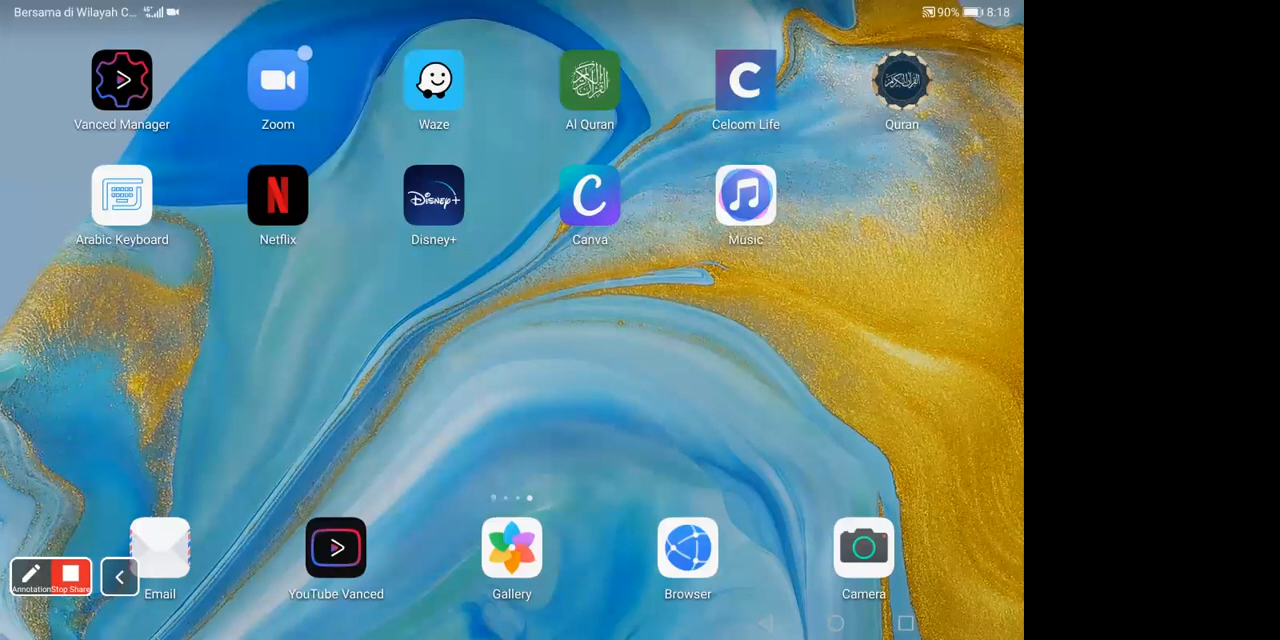 Bersama di Wilayah C... 90% 8:18
Vanced Manager Zoom Waze Al Quran Celcom Life Quran
N DISNEY+ C
Arabic Keyboard Netflix Disney+ Canva Music
Annotation Stop Share Email YouTube Vanced Gallery Browser Camera